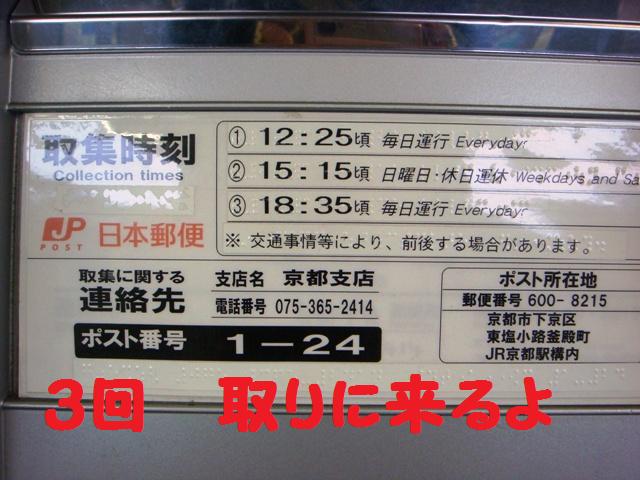 取集時刻
Collection times
① 12:25頃 毎日運行 Everyday
② 15:15頃 日曜日・休日運休 Weekdays and Sa
③ 18:35頃 毎日運行 Everyday
※ 交通事情等により、前後する場合があります。
JP
POST
日本郵便
取集に関する
連絡先
支店名 京都支店
電話番号 075-365-2414
ポスト番号 1-24
ポスト所在地
郵便番号 600-8215
京都市下京区
東塩小路釜殿町
JR京都駅構内
3回 取りに来るよ